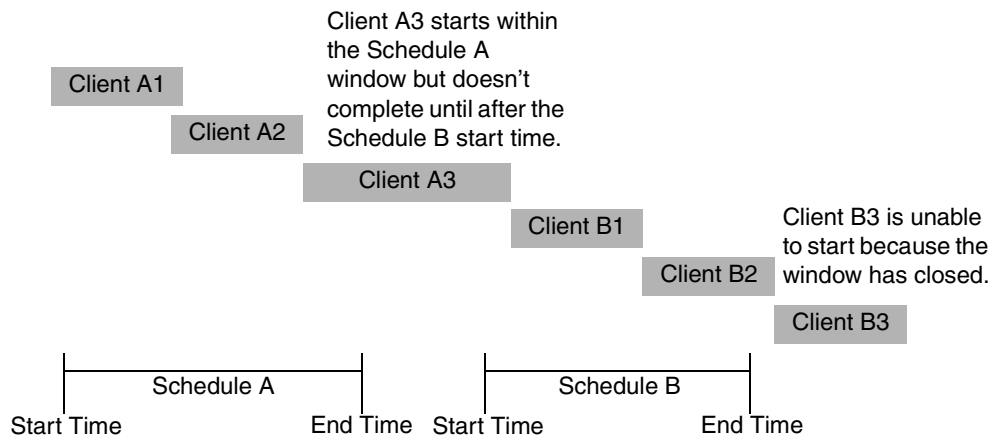 Client A3 starts within
the Schedule A
window but doesn’t
complete until after the
Schedule B start time.
Client A1
Client A2
Client A3
Client B1
Client B3 is unable
to start because the
window has closed.
Client B2
Client B3
Schedule A
Schedule B
Start Time
End Time
Start Time
End Time